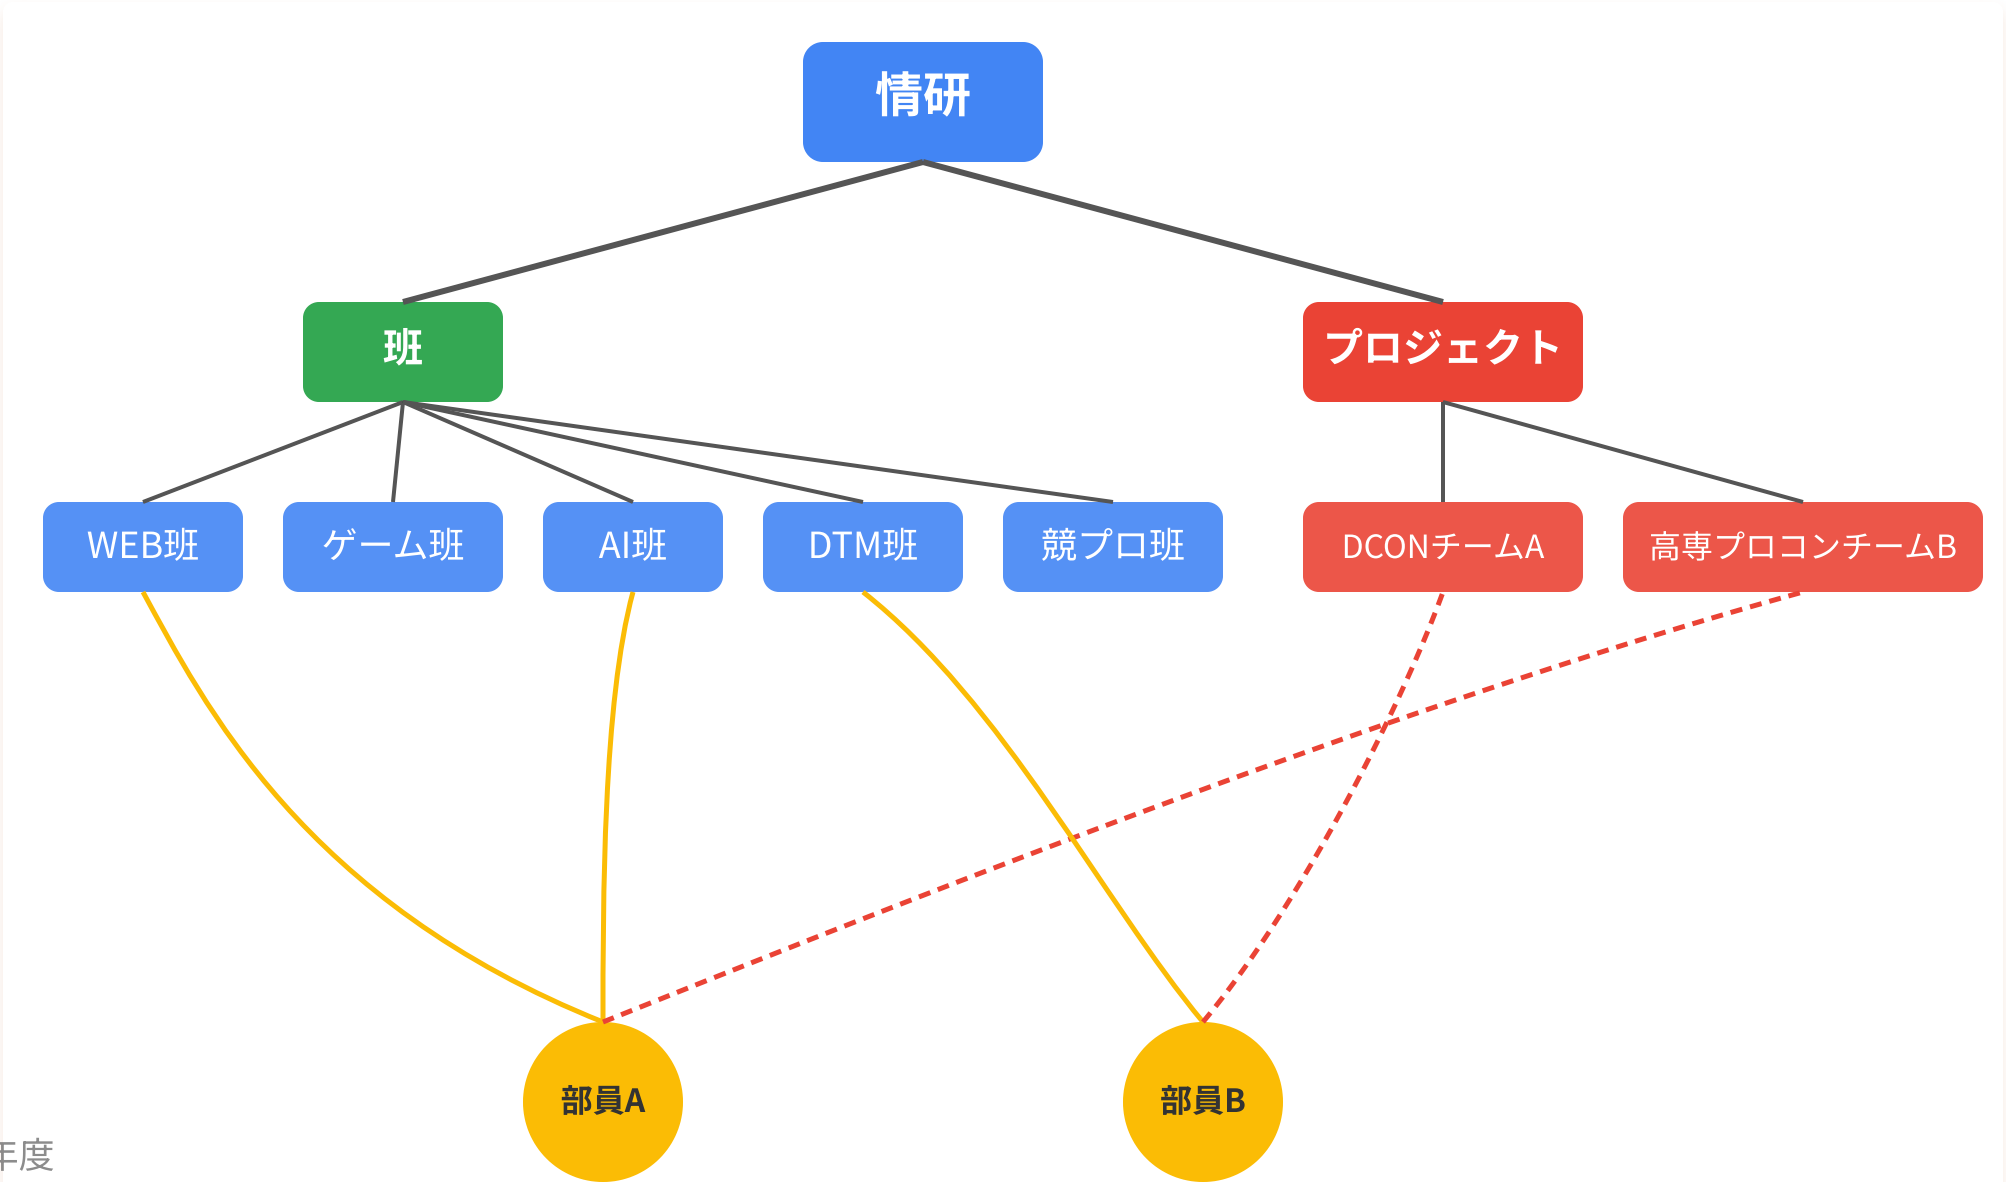 情研
班
プロジェクト
WEB班
ゲーム班
AI班
DTM班
競プロ班
DCONチームA
高専プロコンチームB
部員A
部員B
年度